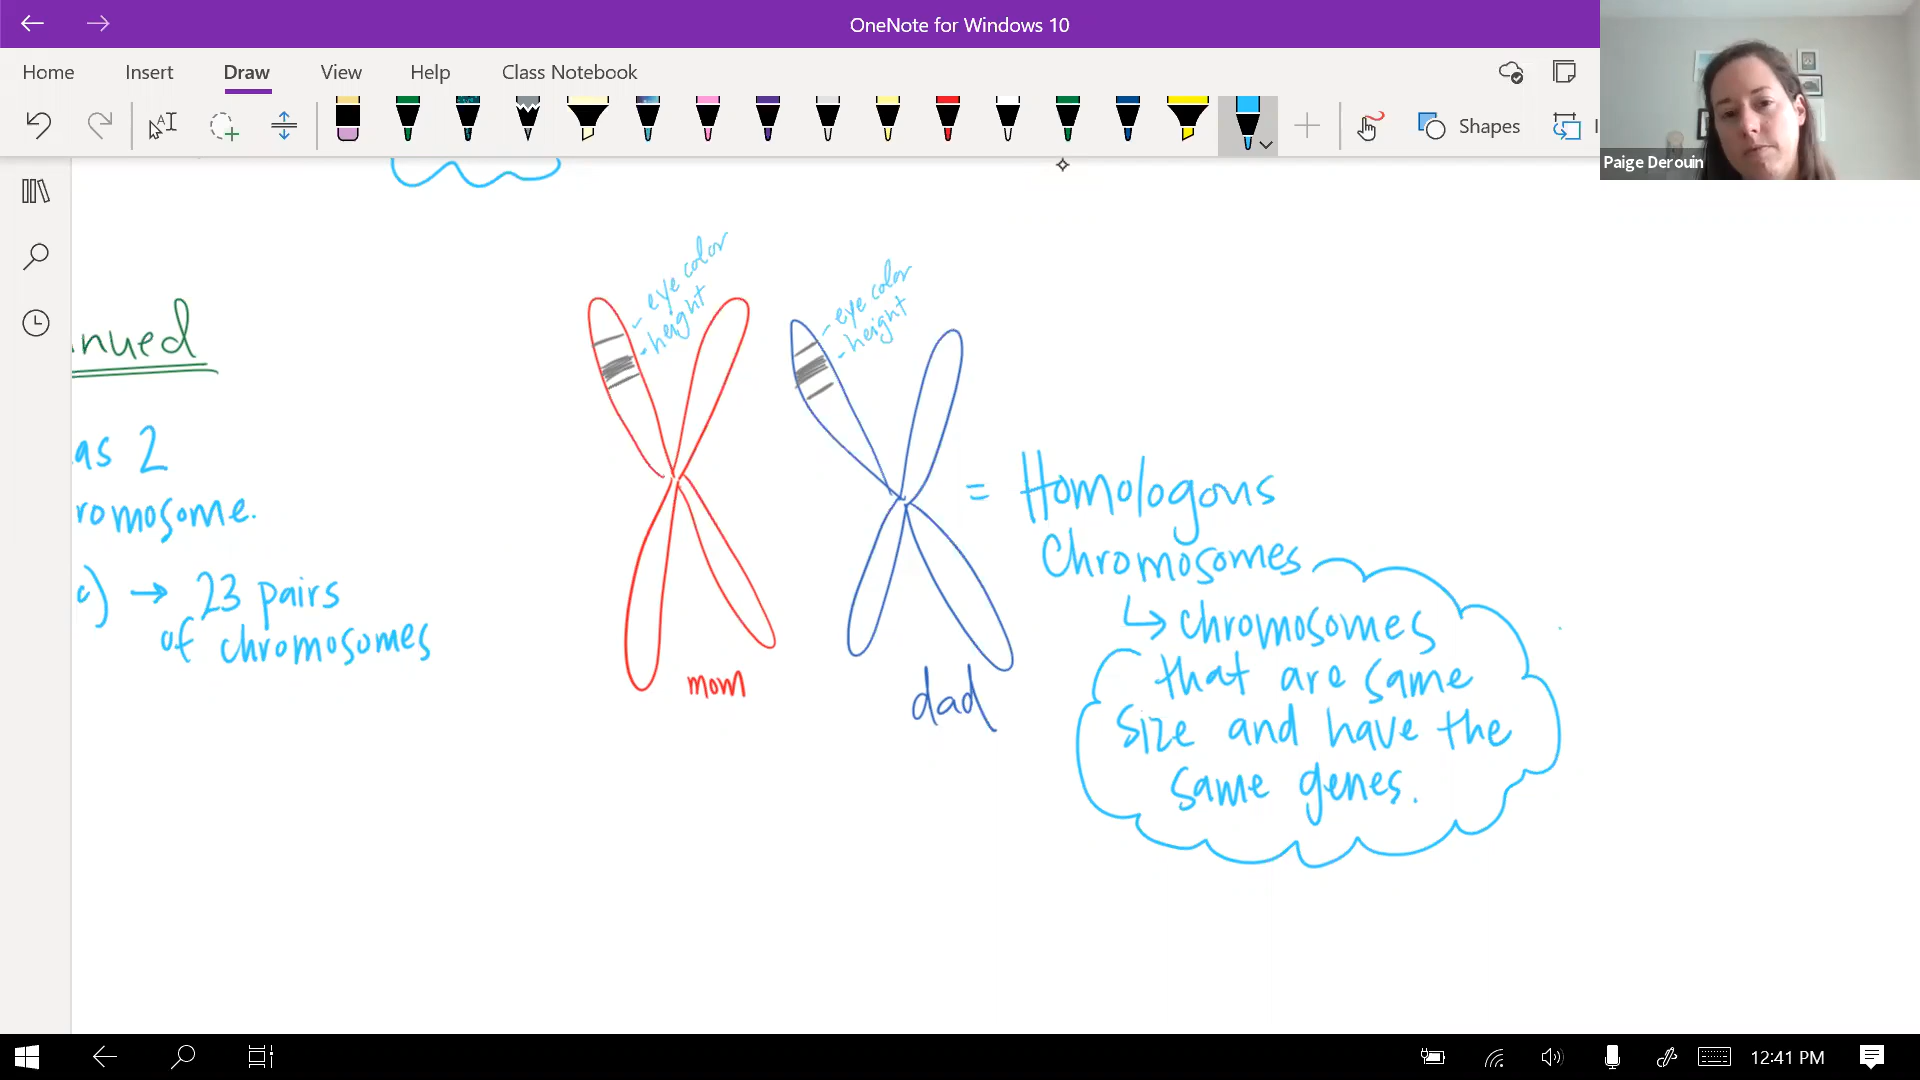 OneNote for Windows 10
Home Insert Draw View Help Class Notebook
Shapes
Paige Derouin
nued
as 2
romosome.
) → 23 pairs
of chromosomes
- eye color
- height
mom
- eye color
- height
dad
= Homologous
Chromosomes
↳ chromosomes
that are same
size and have the
same genes.
12:41 PM